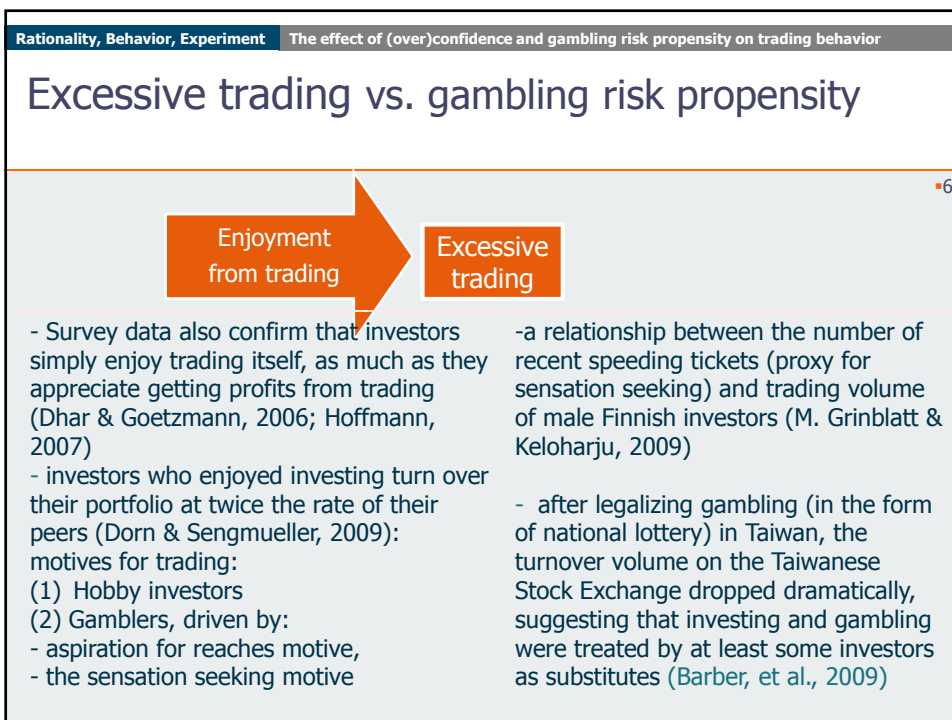 Rationality, Behavior, Experiment The effect of (over)confidence and gambling risk propensity on trading behavior
Excessive trading vs. gambling risk propensity
▪6
Enjoyment
from trading
Excessive
trading
- Survey data also confirm that investors
simply enjoy trading itself, as much as they
appreciate getting profits from trading
(Dhar & Goetzmann, 2006; Hoffmann,
2007)
- investors who enjoyed investing turn over
their portfolio at twice the rate of their
peers (Dorn & Sengmueller, 2009):
motives for trading:
(1) Hobby investors
(2) Gamblers, driven by:
- aspiration for reaches motive,
- the sensation seeking motive
-a relationship between the number of
recent speeding tickets (proxy for
sensation seeking) and trading volume
of male Finnish investors (M. Grinblatt &
Keloharju, 2009)
- after legalizing gambling (in the form
of national lottery) in Taiwan, the
turnover volume on the Taiwanese
Stock Exchange dropped dramatically,
suggesting that investing and gambling
were treated by at least some investors
as substitutes (Barber, et al., 2009)